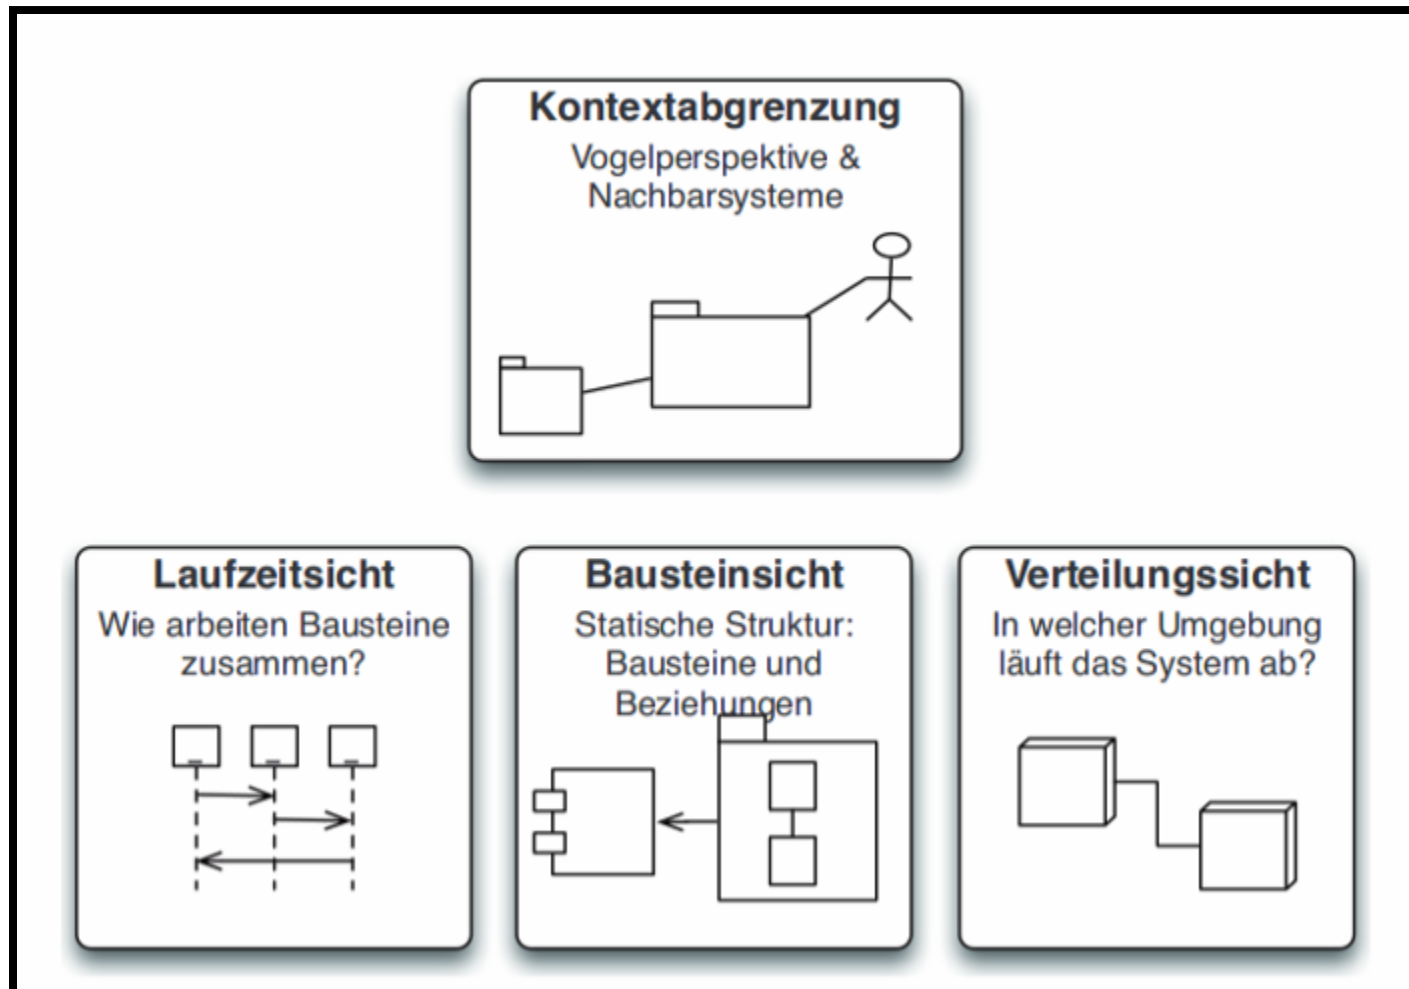 Kontextabgrenzung
Vogelperspektive &
Nachbarsysteme
Laufzeitsicht
Wie arbeiten Bausteine
zusammen?
Bausteinsicht
Statische Struktur:
Bausteine und
Beziehungen
Verteilungssicht
In welcher Umgebung
läuft das System ab?